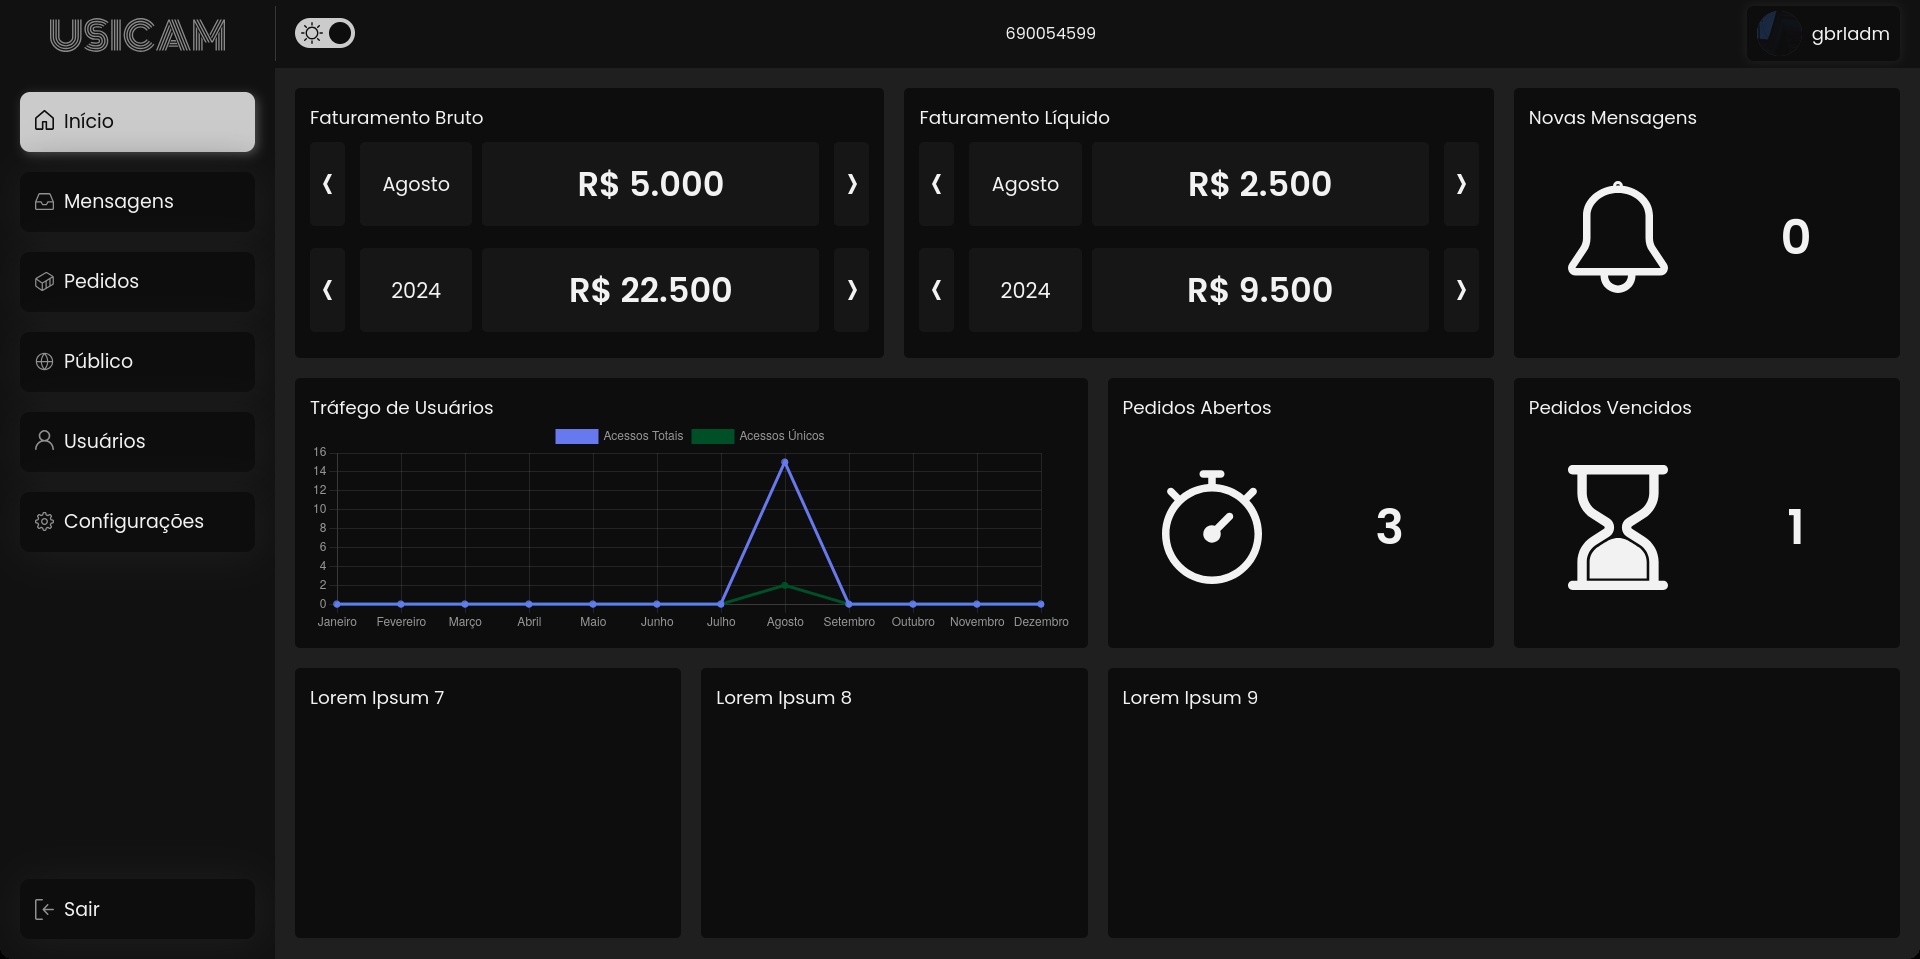 USICAM
690054599
gbrladm
Início
Mensagens
Pedidos
Público
Usuários
Configurações
Sair
Faturamento Bruto
Agosto
R$ 5.000
2024
R$ 22.500
Faturamento Líquido
Agosto
R$ 2.500
2024
R$ 9.500
Novas Mensagens
0
Tráfego de Usuários
Acessos Totais Acessos Únicos
16
14
12
10
8
6
4
2
0
Janeiro Fevereiro Março Abril Maio Junho Julho Agosto Setembro Outubro Novembro Dezembro
Pedidos Abertos
3
Pedidos Vencidos
1
Lorem Ipsum 7
Lorem Ipsum 8
Lorem Ipsum 9